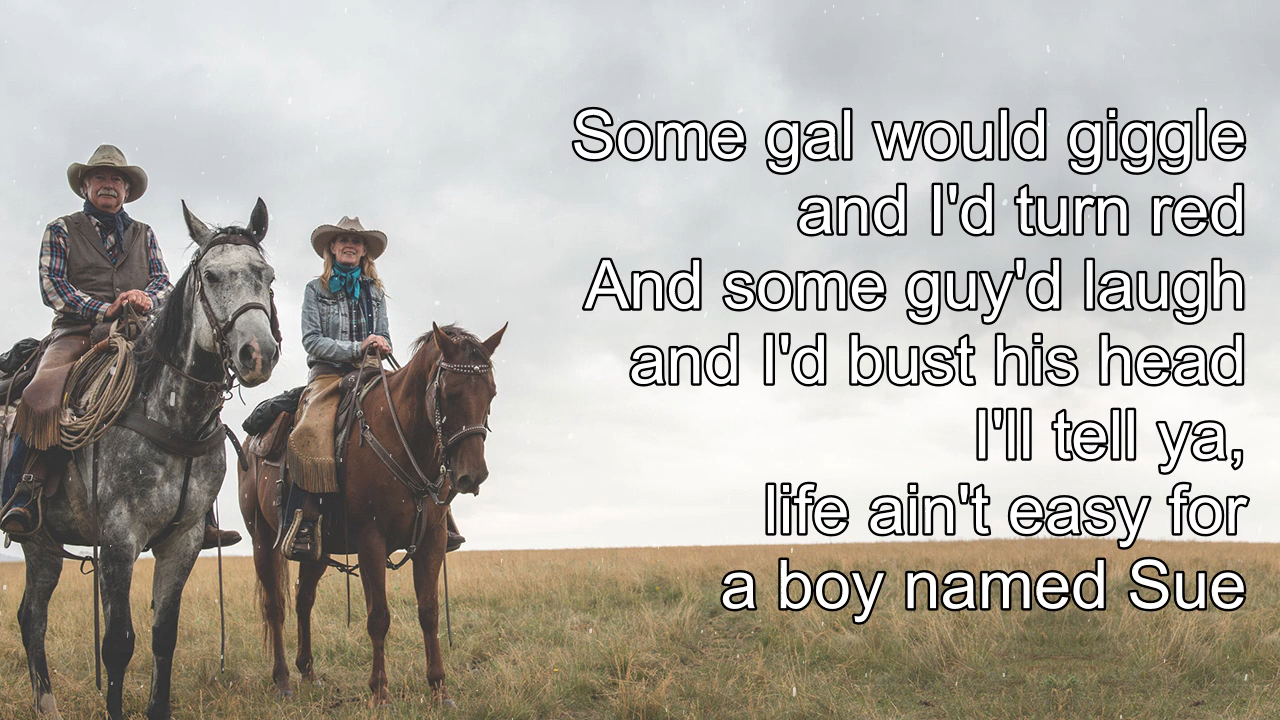 Some gal would giggle
and I'd turn red
And some guy'd laugh
and I'd bust his head
I'll tell ya,
life ain't easy for
a boy named Sue